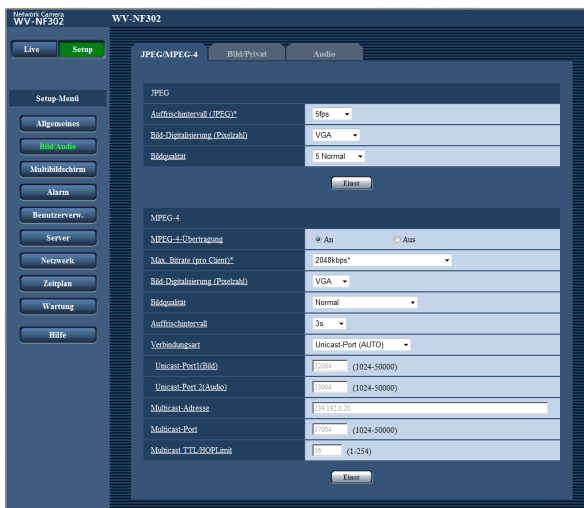 Network Camera
WV-NF302
WV-NF302
Live
Setup
Setup-Menü
Allgemeines
Bild/Audio
Multibildschirm
Alarm
Benutzerverw.
Server
Netzwerk
Zeitplan
Wartung
Hilfe
JPEG/MPEG-4
Bild/Privat
Audio
JPEG
Auffrischintervall (JPEG)* 5fps
Bild-Digitalisierung (Pixelzahl) VGA
Bildqualität 5 Normal
Einst
MPEG-4
MPEG-4-Übertragung An Aus
Max. Bitrate (pro Client)* 2048kbps*
Bild-Digitalisierung (Pixelzahl) VGA
Bildqualität Normal
Auffrischintervall 3s
Verbindungsart Unicast-Port (AUTO)
Unicast-Port1(Bild) 32004 (1024-50000)
Unicast-Port 2(Audio) 33004 (1024-50000)
Multicast-Adresse 239.192.0.20
Multicast-Port 37004 (1024-50000)
Multicast TTL/HOPLimit 16 (1-254)
Einst